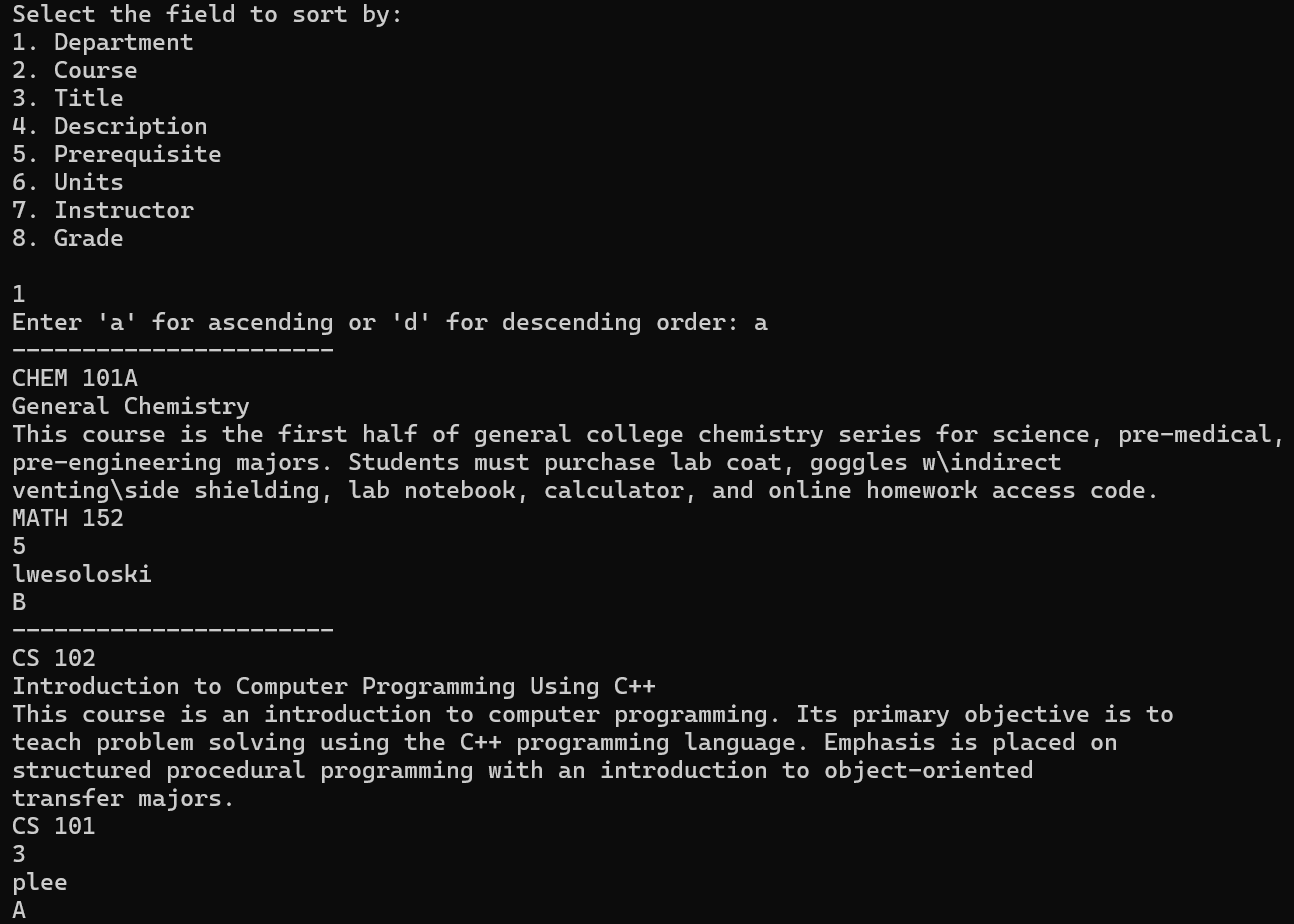 Select the field to sort by:
1. Department
2. Course
3. Title
4. Description
5. Prerequisite
6. Units
7. Instructor
8. Grade
1
Enter 'a' for ascending or 'd' for descending order: a
-----------------------
CHEM 101A
General Chemistry
This course is the first half of general college chemistry series for science, pre-medical,
pre-engineering majors. Students must purchase lab coat, goggles w\indirect
venting\side shielding, lab notebook, calculator, and online homework access code.
MATH 152
5
lwesoloski
B
-----------------------
CS 102
Introduction to Computer Programming Using C++
This course is an introduction to computer programming. Its primary objective is to
teach problem solving using the C++ programming language. Emphasis is placed on
structured procedural programming with an introduction to object-oriented
transfer majors.
CS 101
3
plee
A